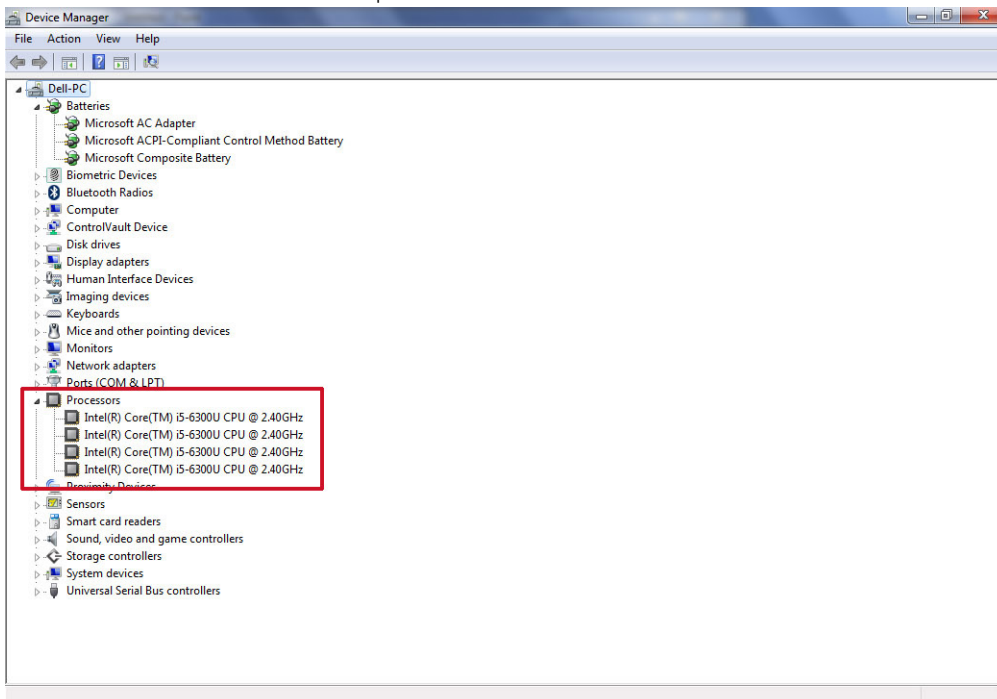 Device Manager
File Action View Help
Dell-PC
Batteries
Microsoft AC Adapter
Microsoft ACPI-Compliant Control Method Battery
Microsoft Composite Battery
Biometric Devices
Bluetooth Radios
Computer
ControlVault Device
Disk drives
Display adapters
Human Interface Devices
Imaging devices
Keyboards
Mice and other pointing devices
Monitors
Network adapters
Ports (COM & LPT)
Processors
Intel(R) Core(TM) i5-6300U CPU @ 2.40GHz
Intel(R) Core(TM) i5-6300U CPU @ 2.40GHz
Intel(R) Core(TM) i5-6300U CPU @ 2.40GHz
Intel(R) Core(TM) i5-6300U CPU @ 2.40GHz
Proximity Devices
Sensors
Smart card readers
Sound, video and game controllers
Storage controllers
System devices
Universal Serial Bus controllers